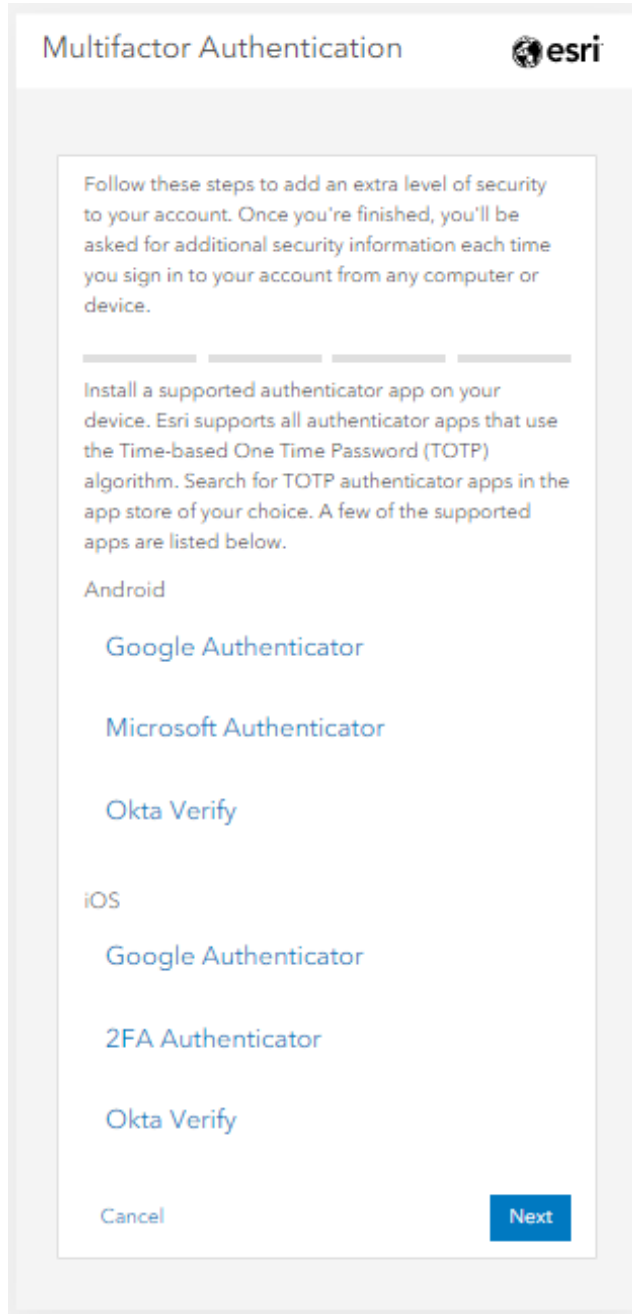 Multifactor Authentication
esri
Follow these steps to add an extra level of security
to your account. Once you're finished, you'll be
asked for additional security information each time
you sign in to your account from any computer or
device.
Install a supported authenticator app on your
device. Esri supports all authenticator apps that use
the Time-based One Time Password (TOTP)
algorithm. Search for TOTP authenticator apps in the
app store of your choice. A few of the supported
apps are listed below.
Android
Google Authenticator
Microsoft Authenticator
Okta Verify
iOS
Google Authenticator
2FA Authenticator
Okta Verify
Cancel
Next